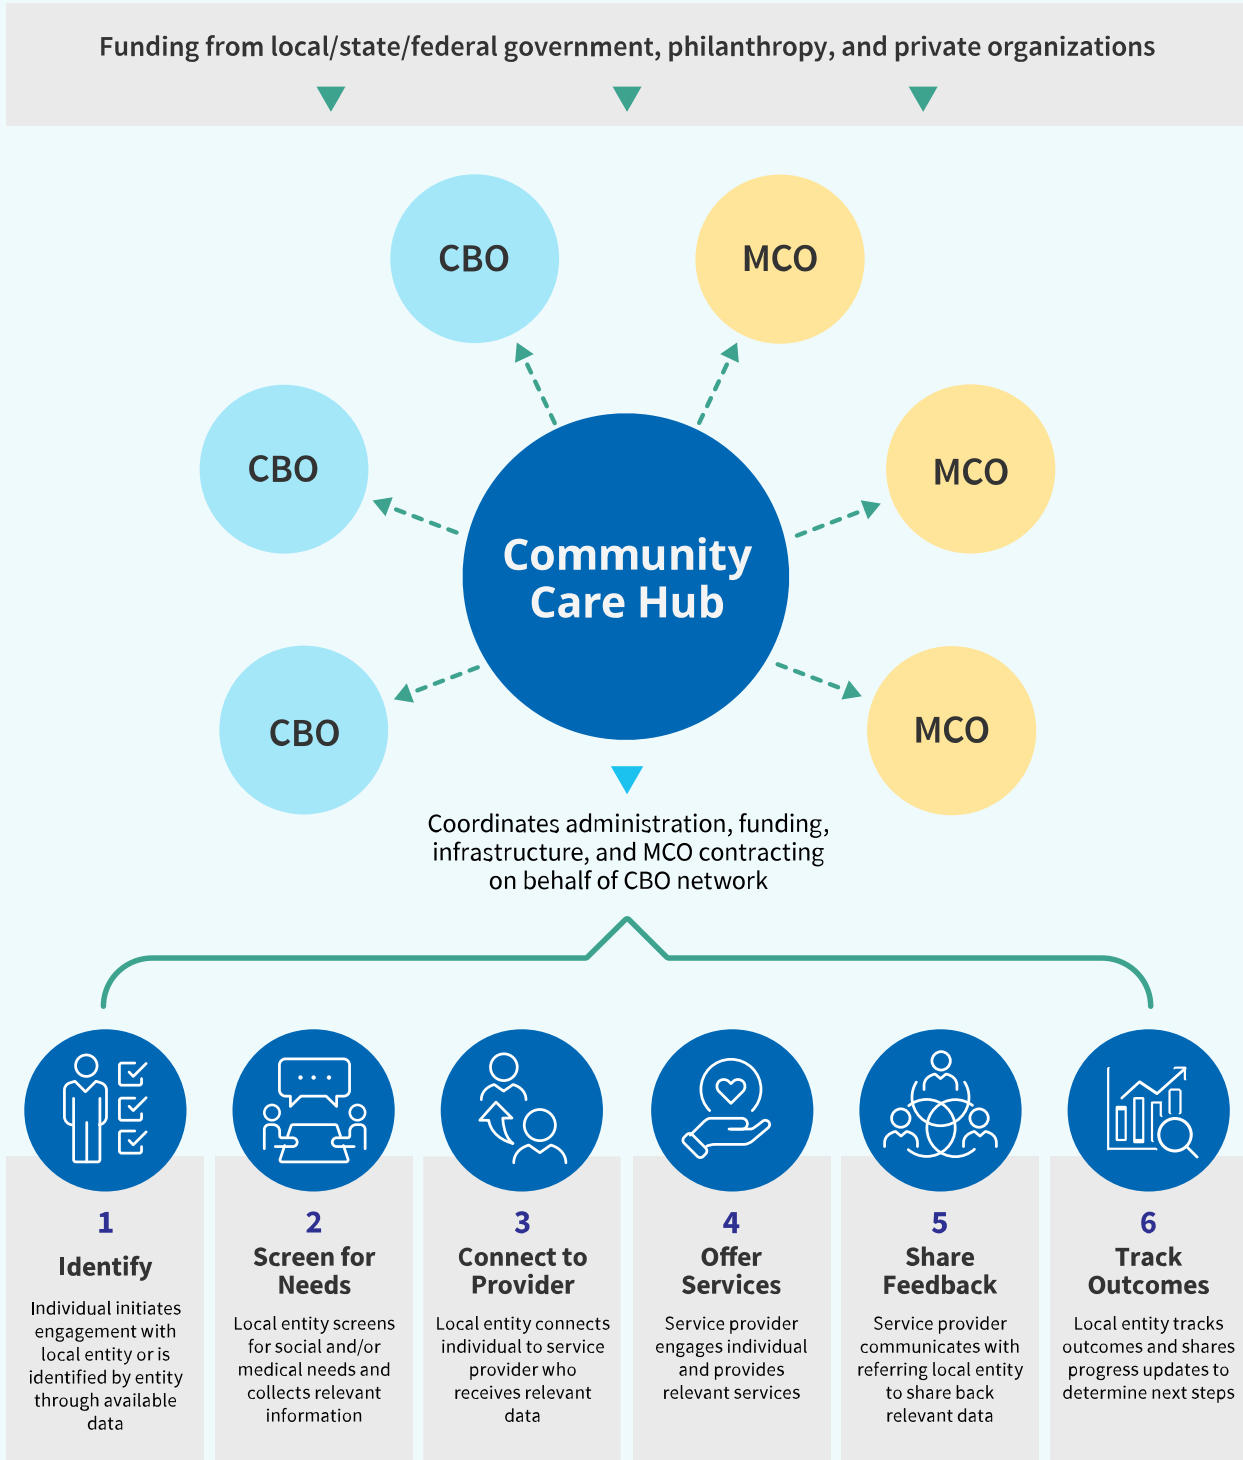 Funding from local/state/federal government, philanthropy, and private organizations
CBO
MCO
CBO
MCO
Community
Care Hub
CBO
MCO
Coordinates administration, funding,
infrastructure, and MCO contracting
on behalf of CBO network
1
Identify
Individual initiates
engagement with
local entity or is
identified by entity
through available
data
2
Screen for
Needs
Local entity screens
for social and/or
medical needs and
collects relevant
information
3
Connect to
Provider
Local entity connects
individual to service
provider who
receives relevant
data
4
Offer
Services
Service provider
engages individual
and provides
relevant services
5
Share
Feedback
Service provider
communicates with
referring local entity
to share back
relevant data
6
Track
Outcomes
Local entity tracks
outcomes and shares
progress updates to
determine next steps